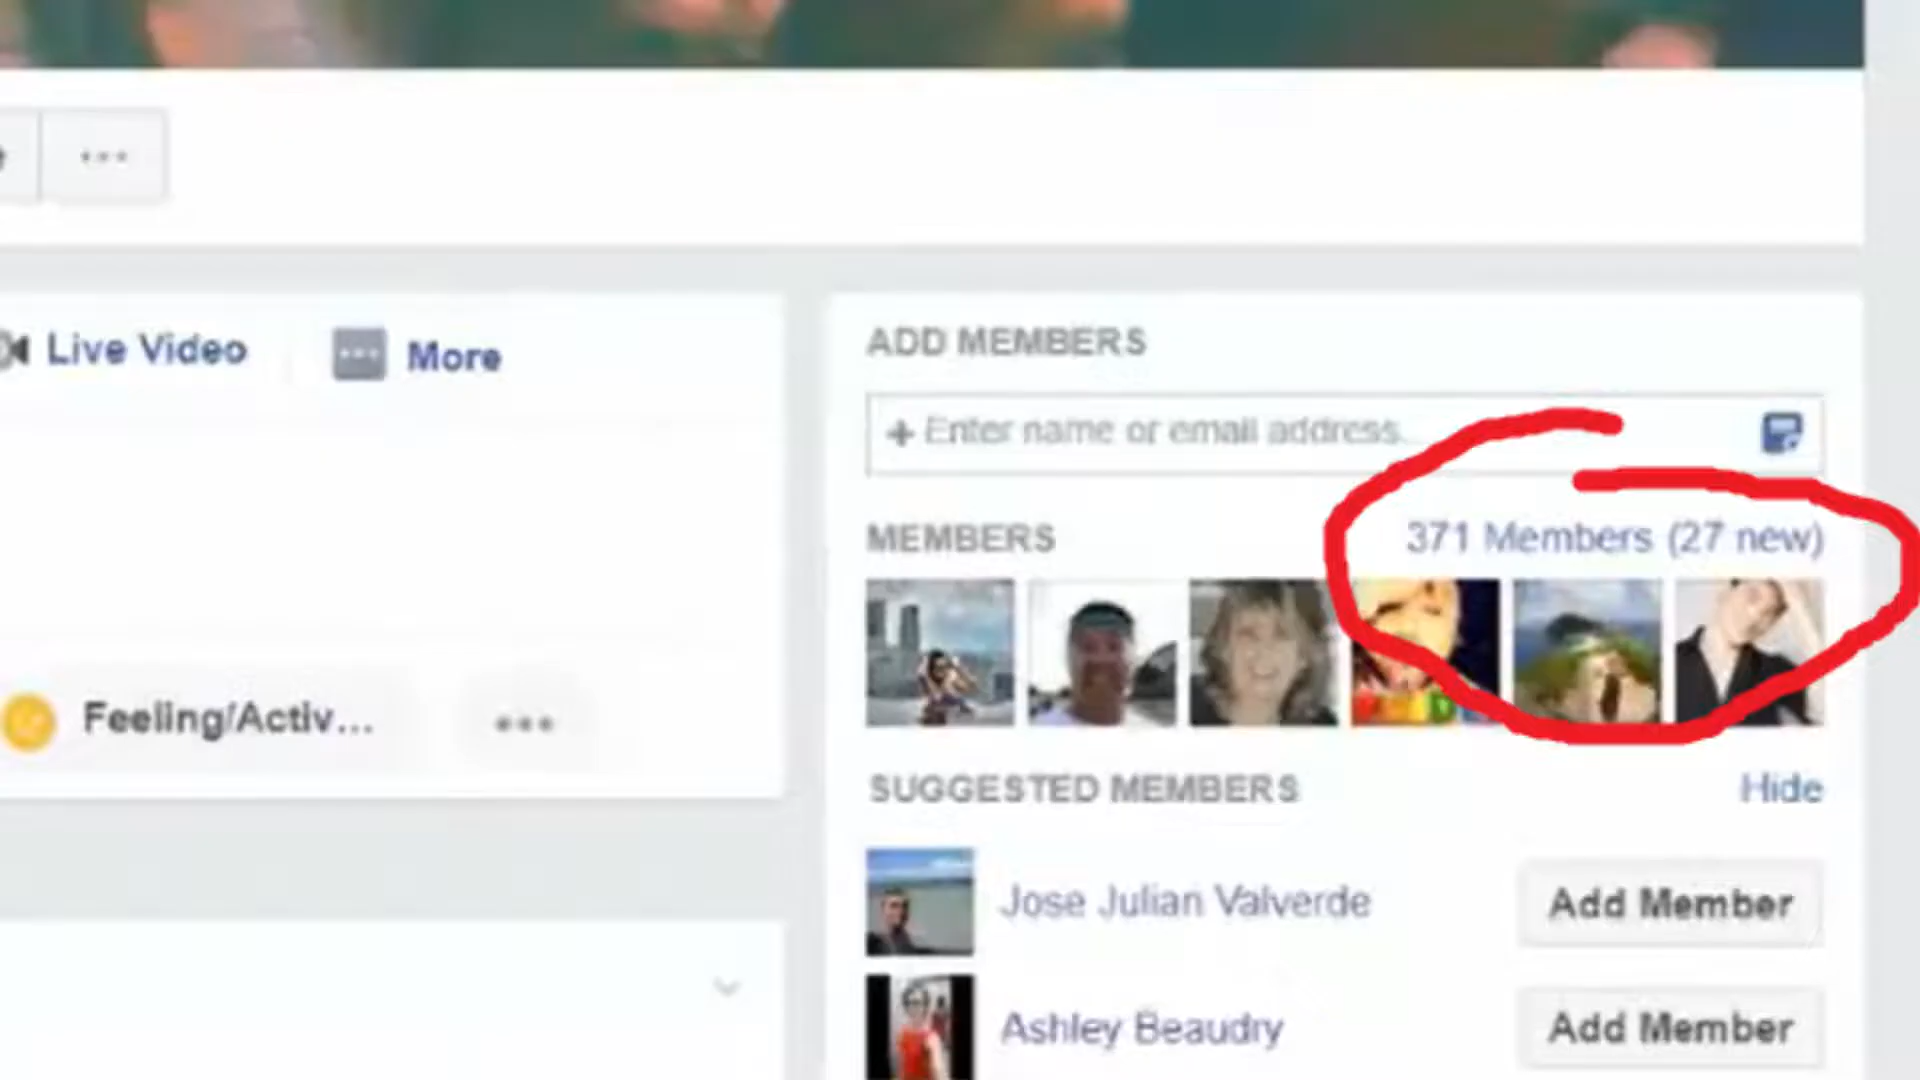 Live Video
More
Feeling/Activ...
ADD MEMBERS
+ Enter name or email address...
MEMBERS
371 Members (27 new)
SUGGESTED MEMBERS
Hide
Jose Julian Valverde
Add Member
Ashley Beaudry
Add Member